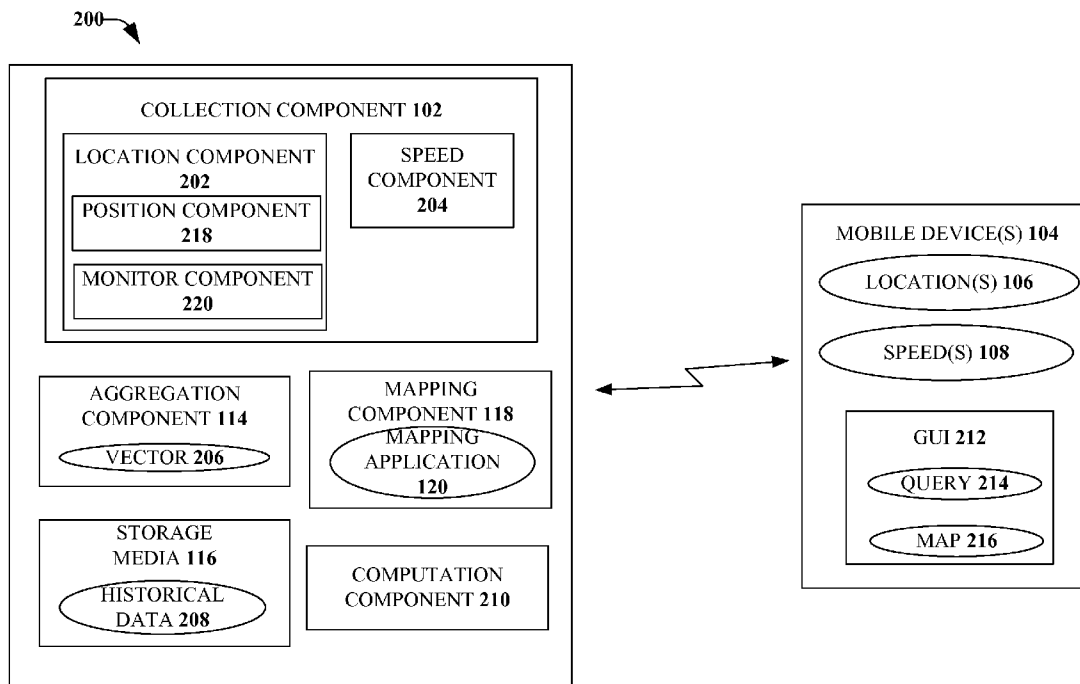 200
COLLECTION COMPONENT 102
LOCATION COMPONENT
202
POSITION COMPONENT
218
MONITOR COMPONENT
220
SPEED
COMPONENT
204
AGGREGATION
COMPONENT 114
VECTOR 206
MAPPING
COMPONENT 118
MAPPING
APPLICATION
120
STORAGE
MEDIA 116
HISTORICAL
DATA 208
COMPUTATION
COMPONENT 210
MOBILE DEVICE(S) 104
LOCATION(S) 106
SPEED(S) 108
GUI 212
QUERY 214
MAP 216